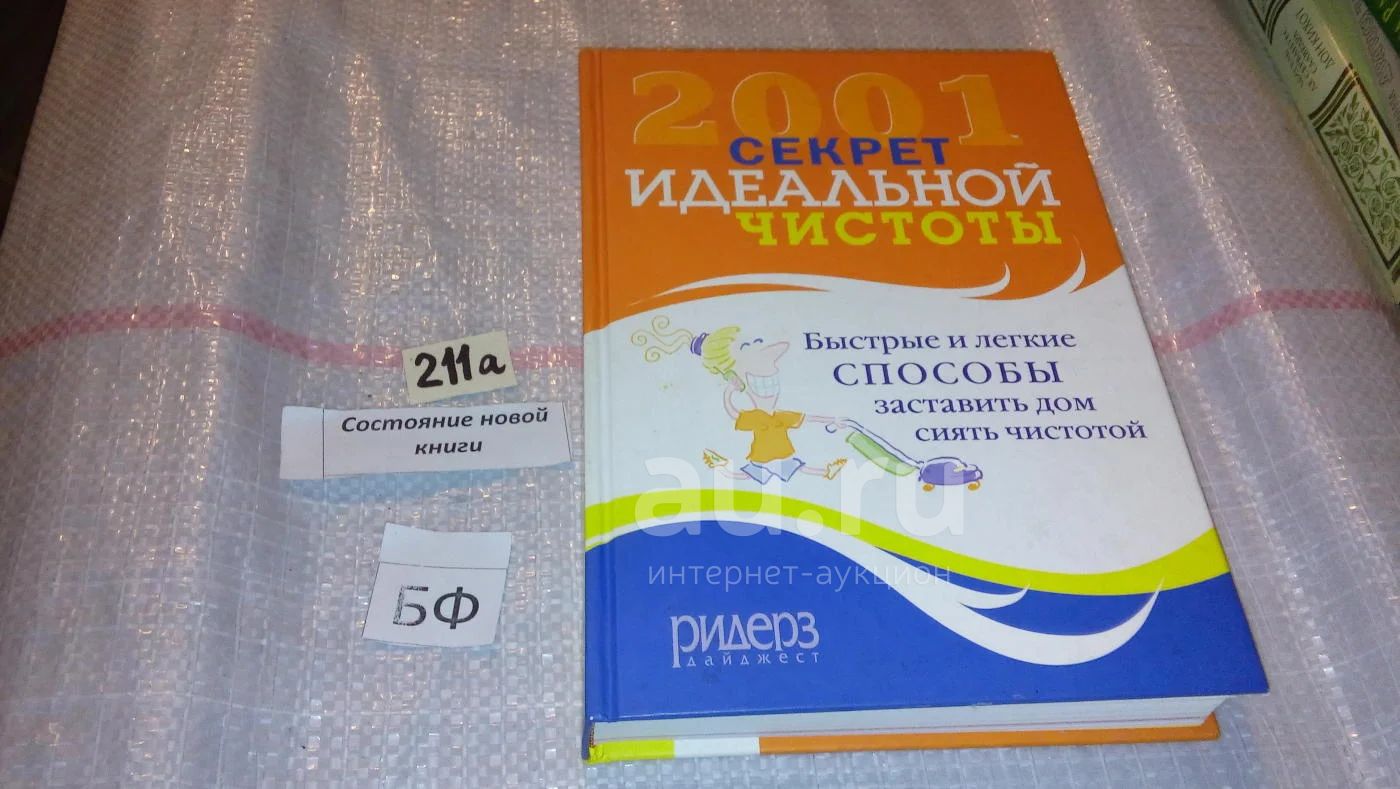 2001
СЕКРЕТ
ИДЕАЛЬНОЙ
ЧИСТОТЫ
Быстрые и легкие
СПОСОБЫ
заставить дом
сиять чистотой
ридерз
дайджест
211а
Состояние новой
книги
БФ
au.ru
интернет-аукцион